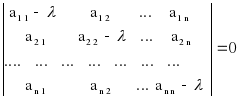 a₁₁ - λ a₁₂ ... a₁ₙ
a₂₁ a₂₂ - λ ... a₂ₙ
.... ... ... ... ... ... ... = 0
aₙ₁ aₙ₂ ... aₙₙ - λ